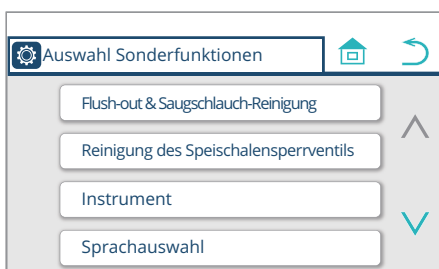 Auswahl Sonderfunktionen
Flush-out & Saugschlauch-Reinigung
Reinigung des Speischalensperrventils
Instrument
Sprachauswahl